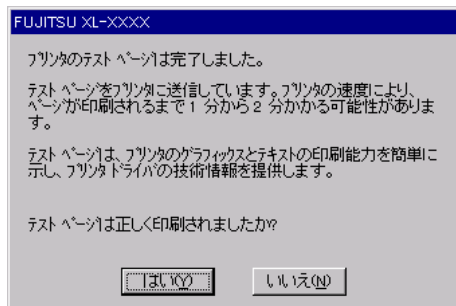 FUJITSU XL-XXXX
プリンタのテスト ページは完了しました。
テスト ページをプリンタに送信しています。プリンタの速度により、
ページが印刷されるまで 1 分から 2 分かかる可能性がありま
す。
テスト ページは、プリンタのグラフィックスとテキストの印刷能力を簡単に
示し、プリンタ ドライバの技術情報を提供します。
テスト ページは正しく印刷されましたか?
はい(Y)
いいえ(N)